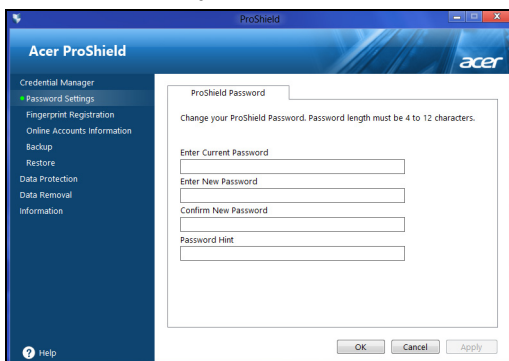 ProShield
Acer ProShield
acer
Credential Manager
Password Settings
Fingerprint Registration
Online Accounts Information
Backup
Restore
Data Protection
Data Removal
Information
Help
ProShield Password
Change your ProShield Password. Password length must be 4 to 12 characters.
Enter Current Password
Enter New Password
Confirm New Password
Password Hint
OK Cancel Apply